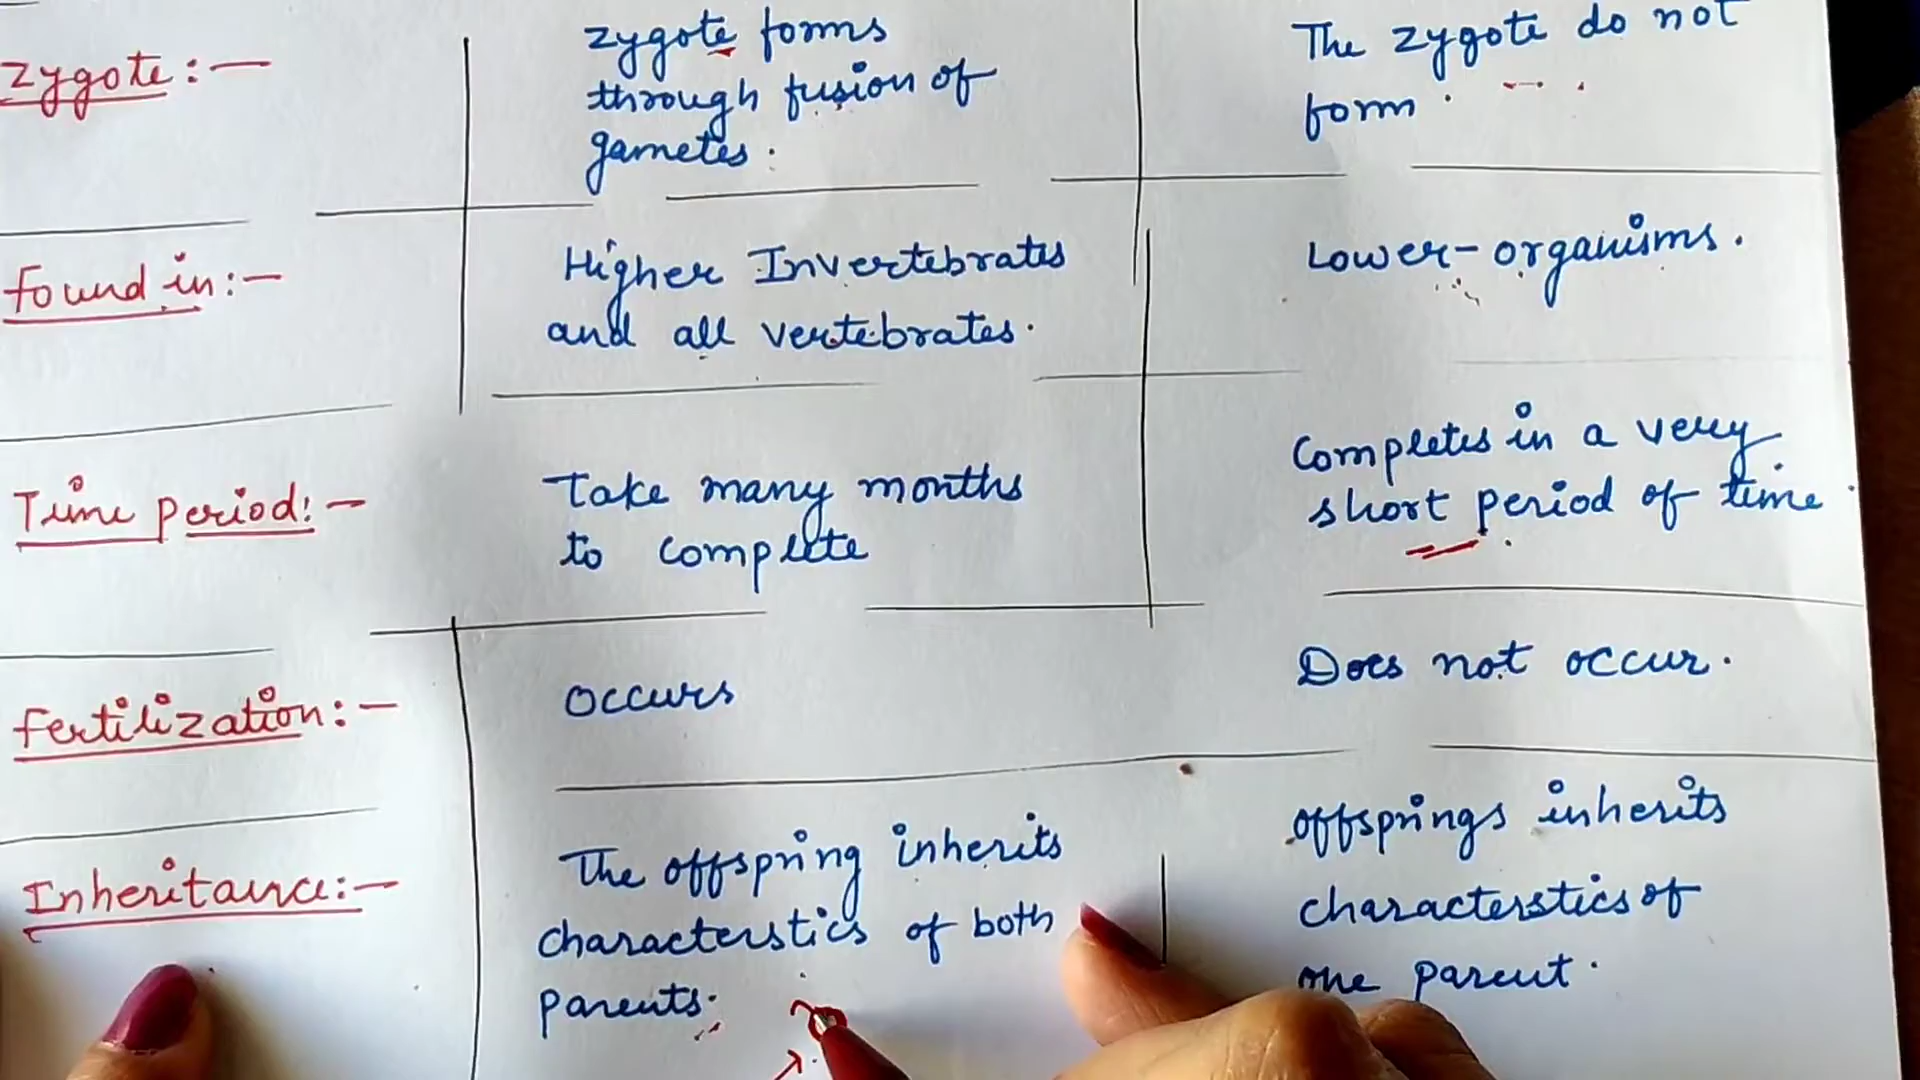 Zygote:-
Zygote forms
through fusion of
gametes.
The zygote do not
form.
Found in:-
Higher Invertebrates
and all vertebrates.
Lower-organisms.
Time period:-
Take many months
to complete
Completes in a very
short period of time.
Fertilization:-
Occurs
Does not occur.
Inheritance:-
The offspring inherits
characterstics of both
parents.
offsprings inherits
characterstics of
one parent.